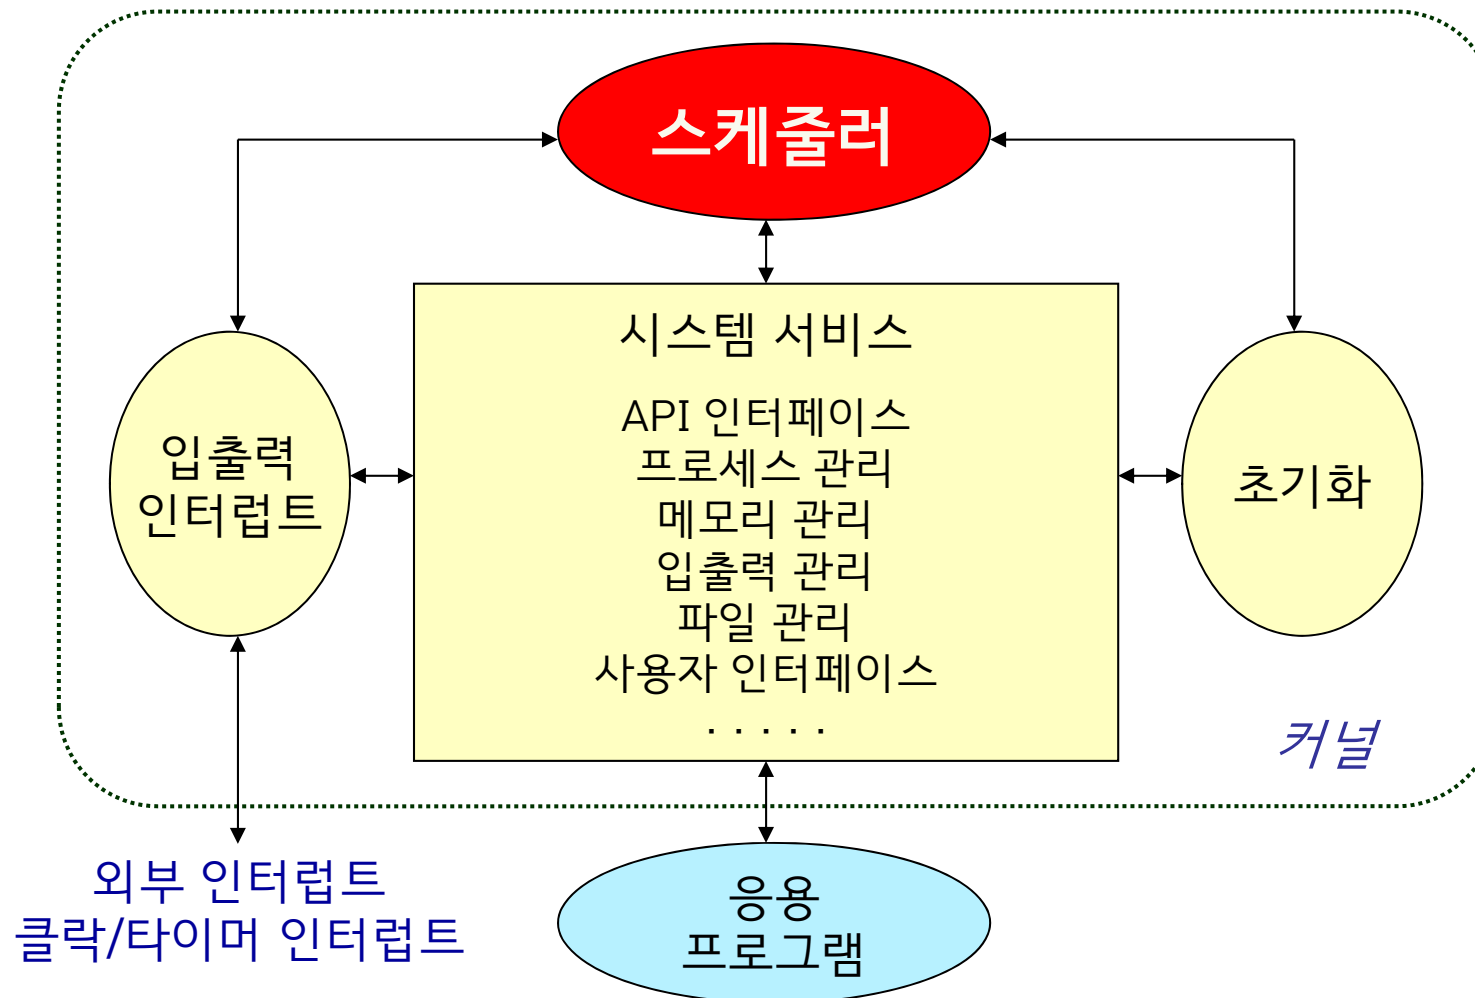 스케줄러
시스템 서비스
API 인터페이스
프로세스 관리
메모리 관리
입출력 관리
파일 관리
사용자 인터페이스
. . . . .
입출력
인터럽트
초기화
커널
외부 인터럽트
클락/타이머 인터럽트
응용
프로그램